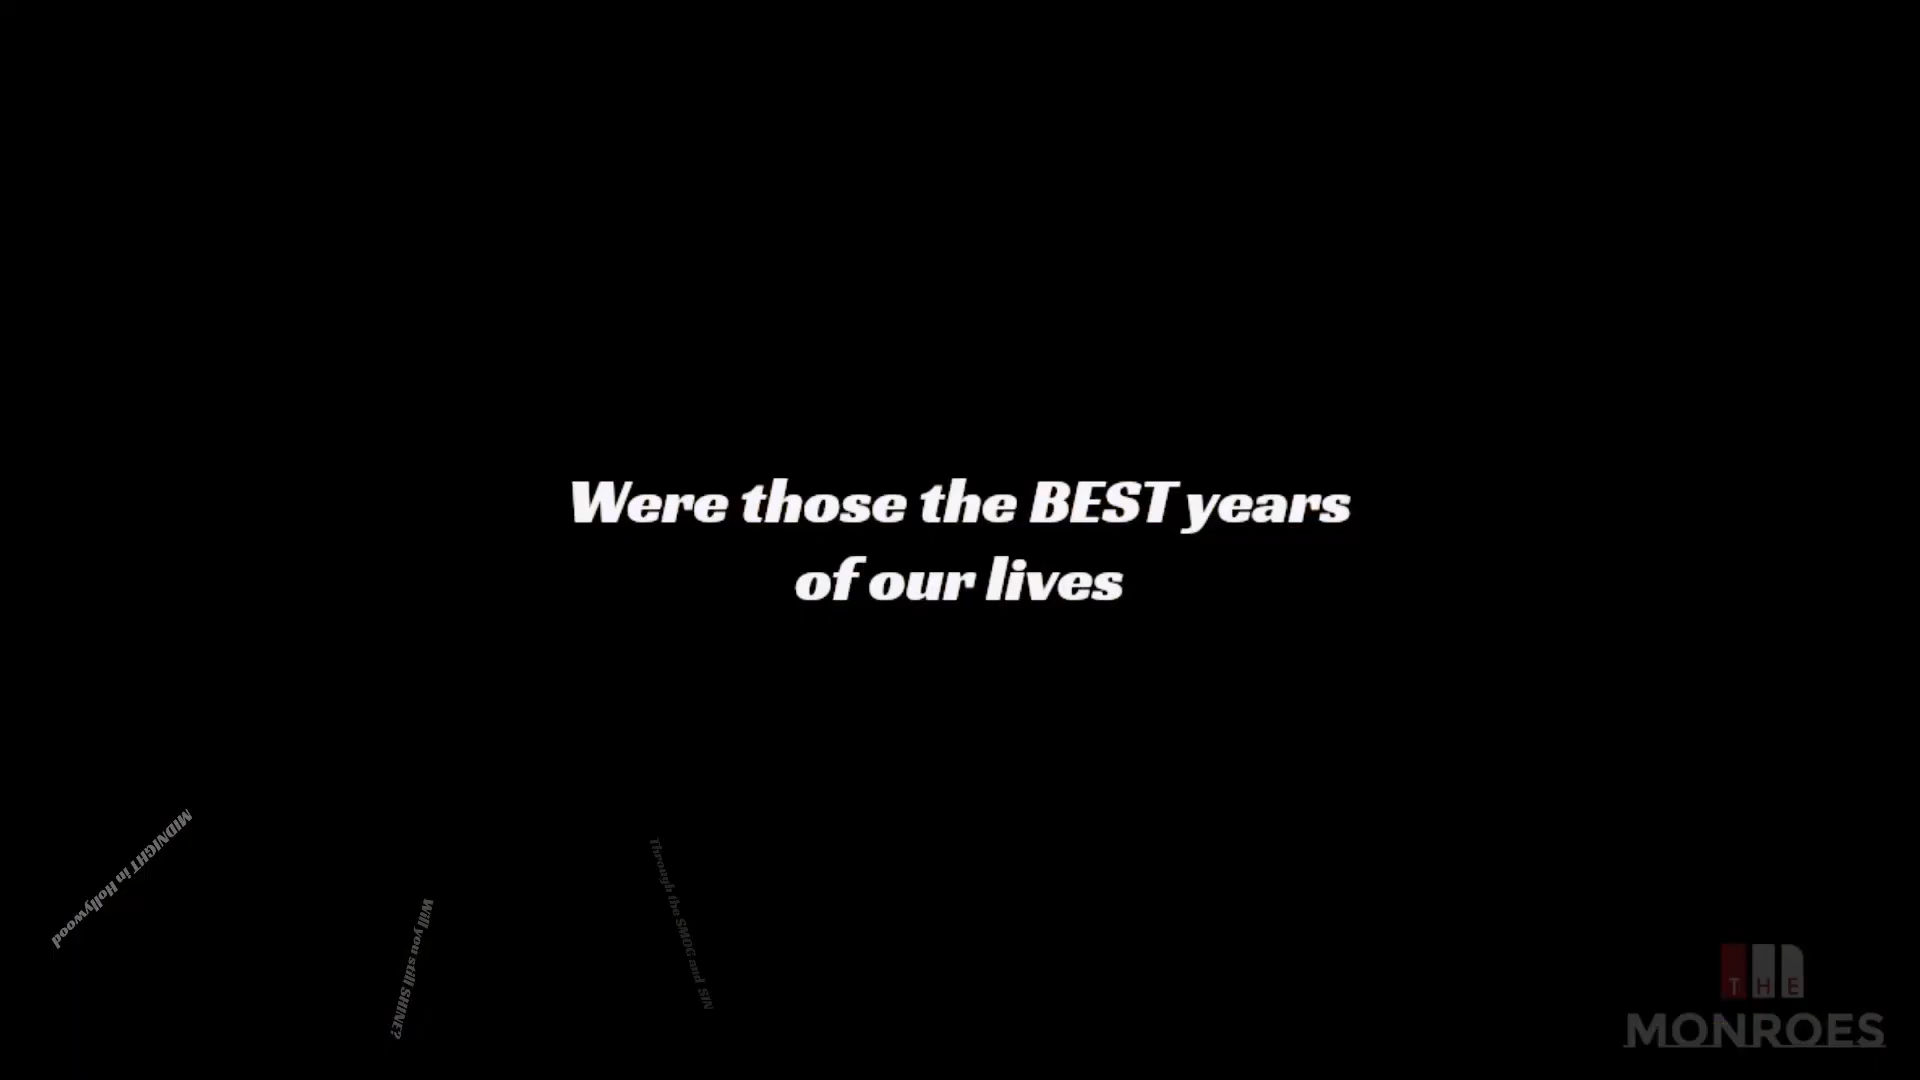 Were those the BEST years
of our lives
MIDNIGHT in Hollywood
Will you still SHINE?
Through the SMOG and SIN
THE
MONROES